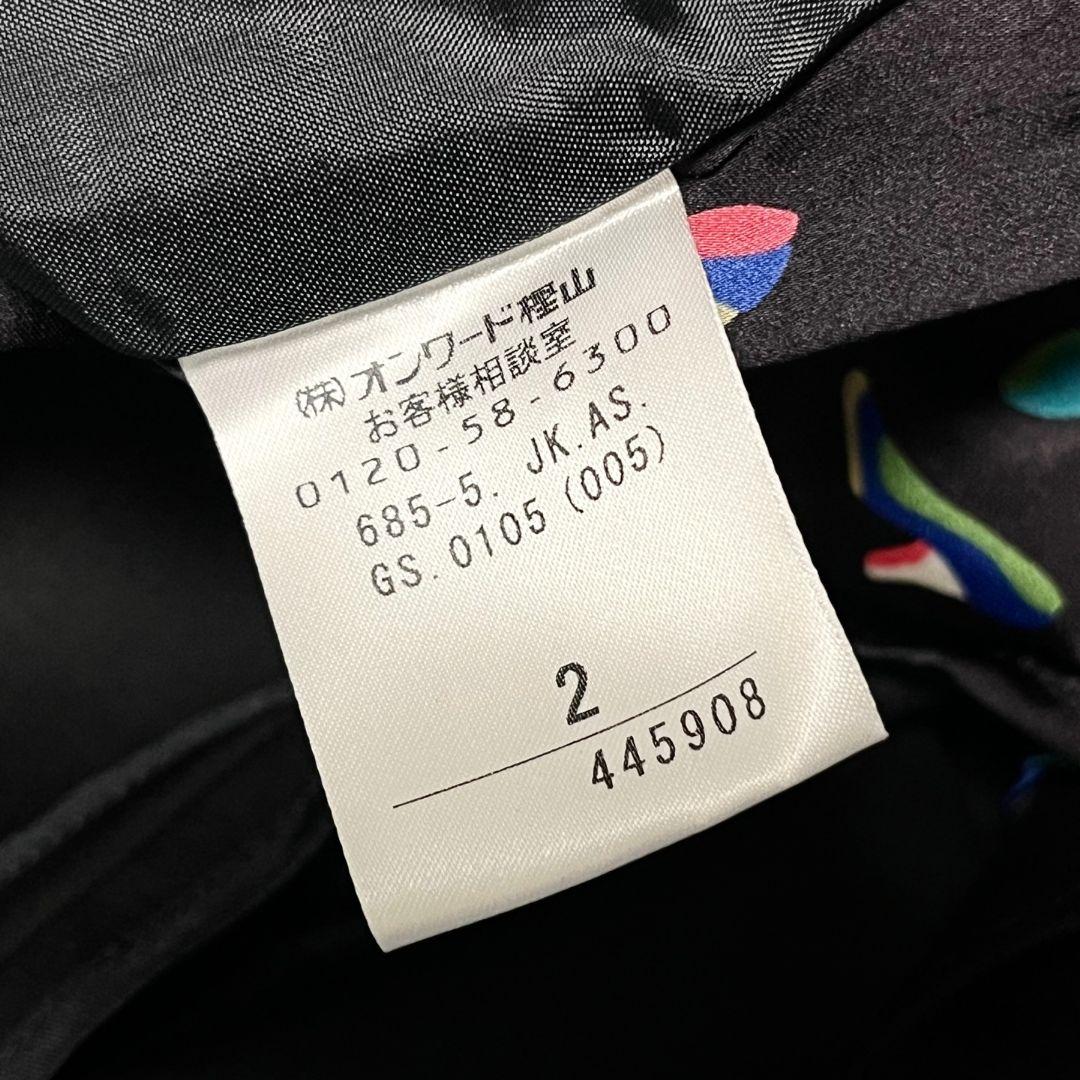 (株)オンワード樫山
お客様相談室
0120-58-6300
685-5. JK.AS.
GS.0105(005)
2
445908